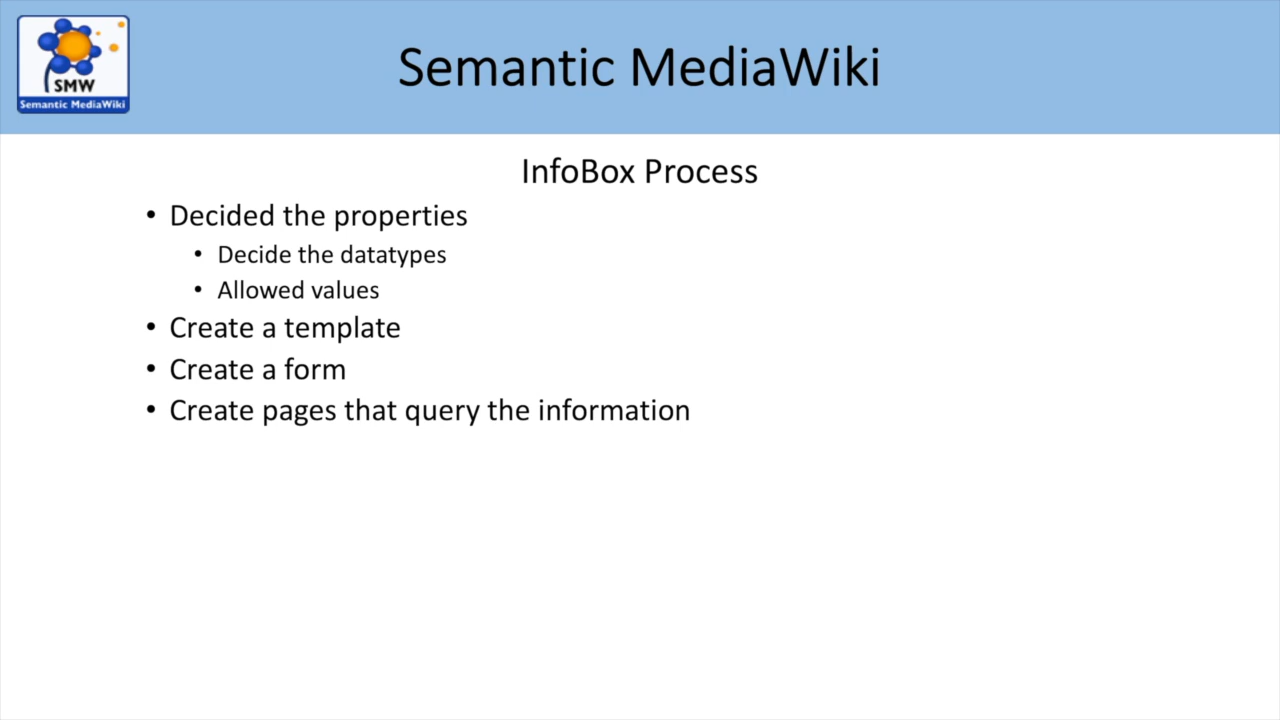 SMW
Semantic MediaWiki
Semantic MediaWiki
InfoBox Process
• Decided the properties
• Decide the datatypes
• Allowed values
• Create a template
• Create a form
• Create pages that query the information